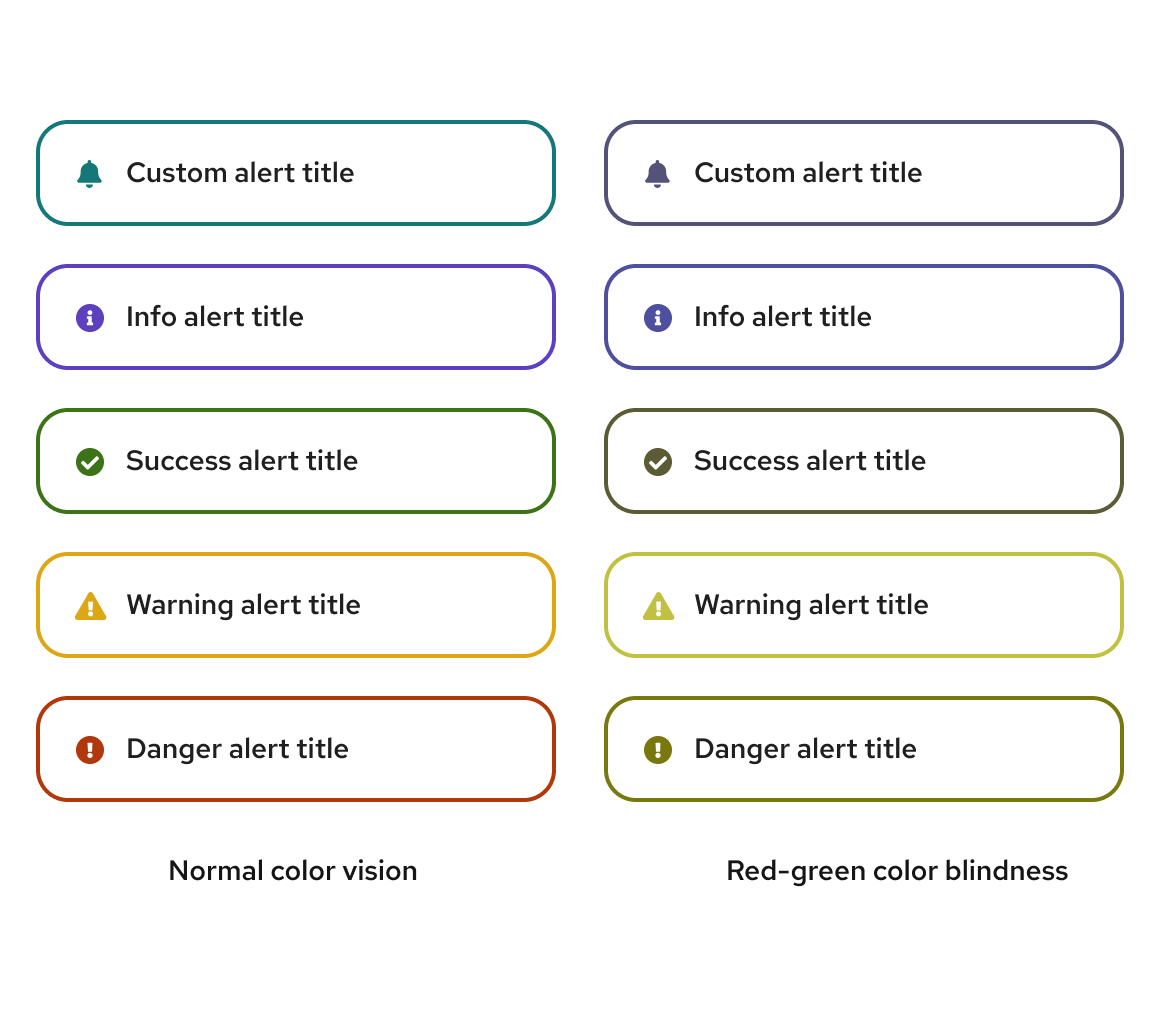 Custom alert title
Info alert title
Success alert title
Warning alert title
Danger alert title
Normal color vision
Custom alert title
Info alert title
Success alert title
Warning alert title
Danger alert title
Red-green color blindness